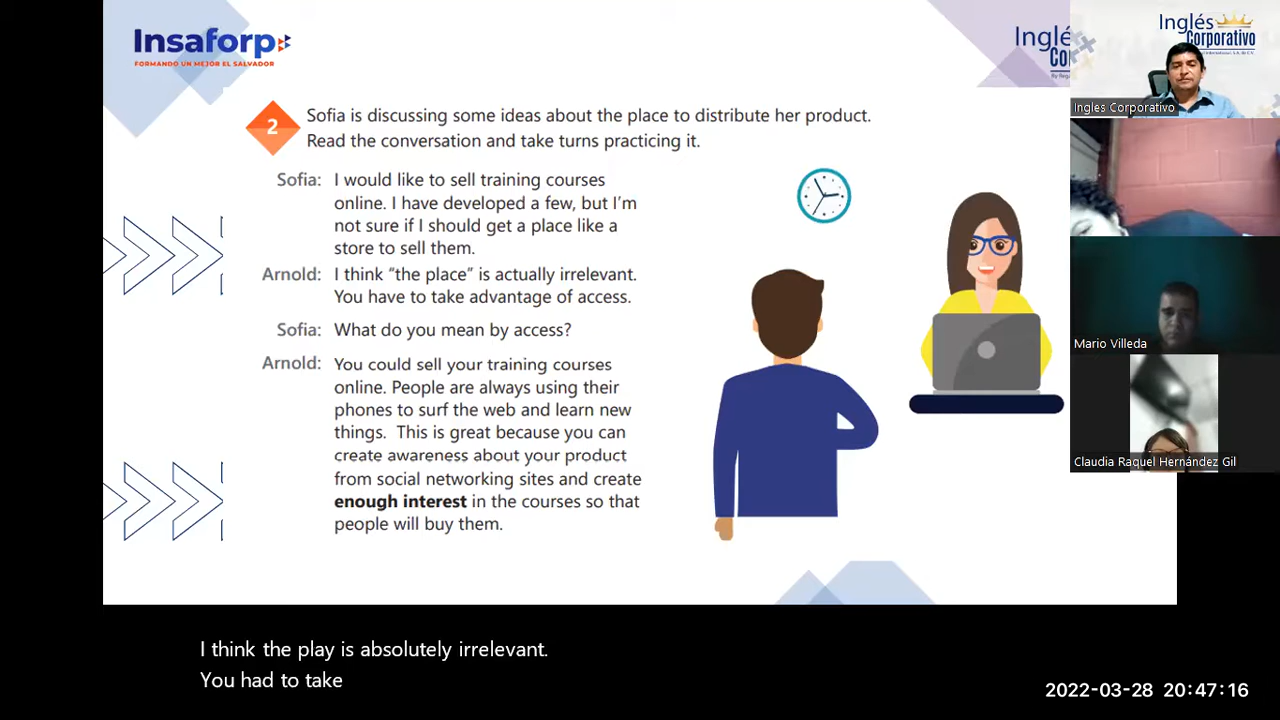 Insaforp
FORMANDO UN MEJOR EL SALVADOR
Inglés
Corporativo
Ingles Corporativo
2
Sofia is discussing some ideas about the place to distribute her product.
Read the conversation and take turns practicing it.
Sofia: I would like to sell training courses
online. I have developed a few, but I'm
not sure if I should get a place like a
store to sell them.
Arnold: I think "the place" is actually irrelevant.
You have to take advantage of access.
Sofia: What do you mean by access?
Arnold: You could sell your training courses
online. People are always using their
phones to surf the web and learn new
things. This is great because you can
create awareness about your product
from social networking sites and create
enough interest in the courses so that
people will buy them.
Mario Villeda
Claudia Raquel Hernández Gil
I think the play is absolutely irrelevant.
You had to take
2022-03-28 20:47:16